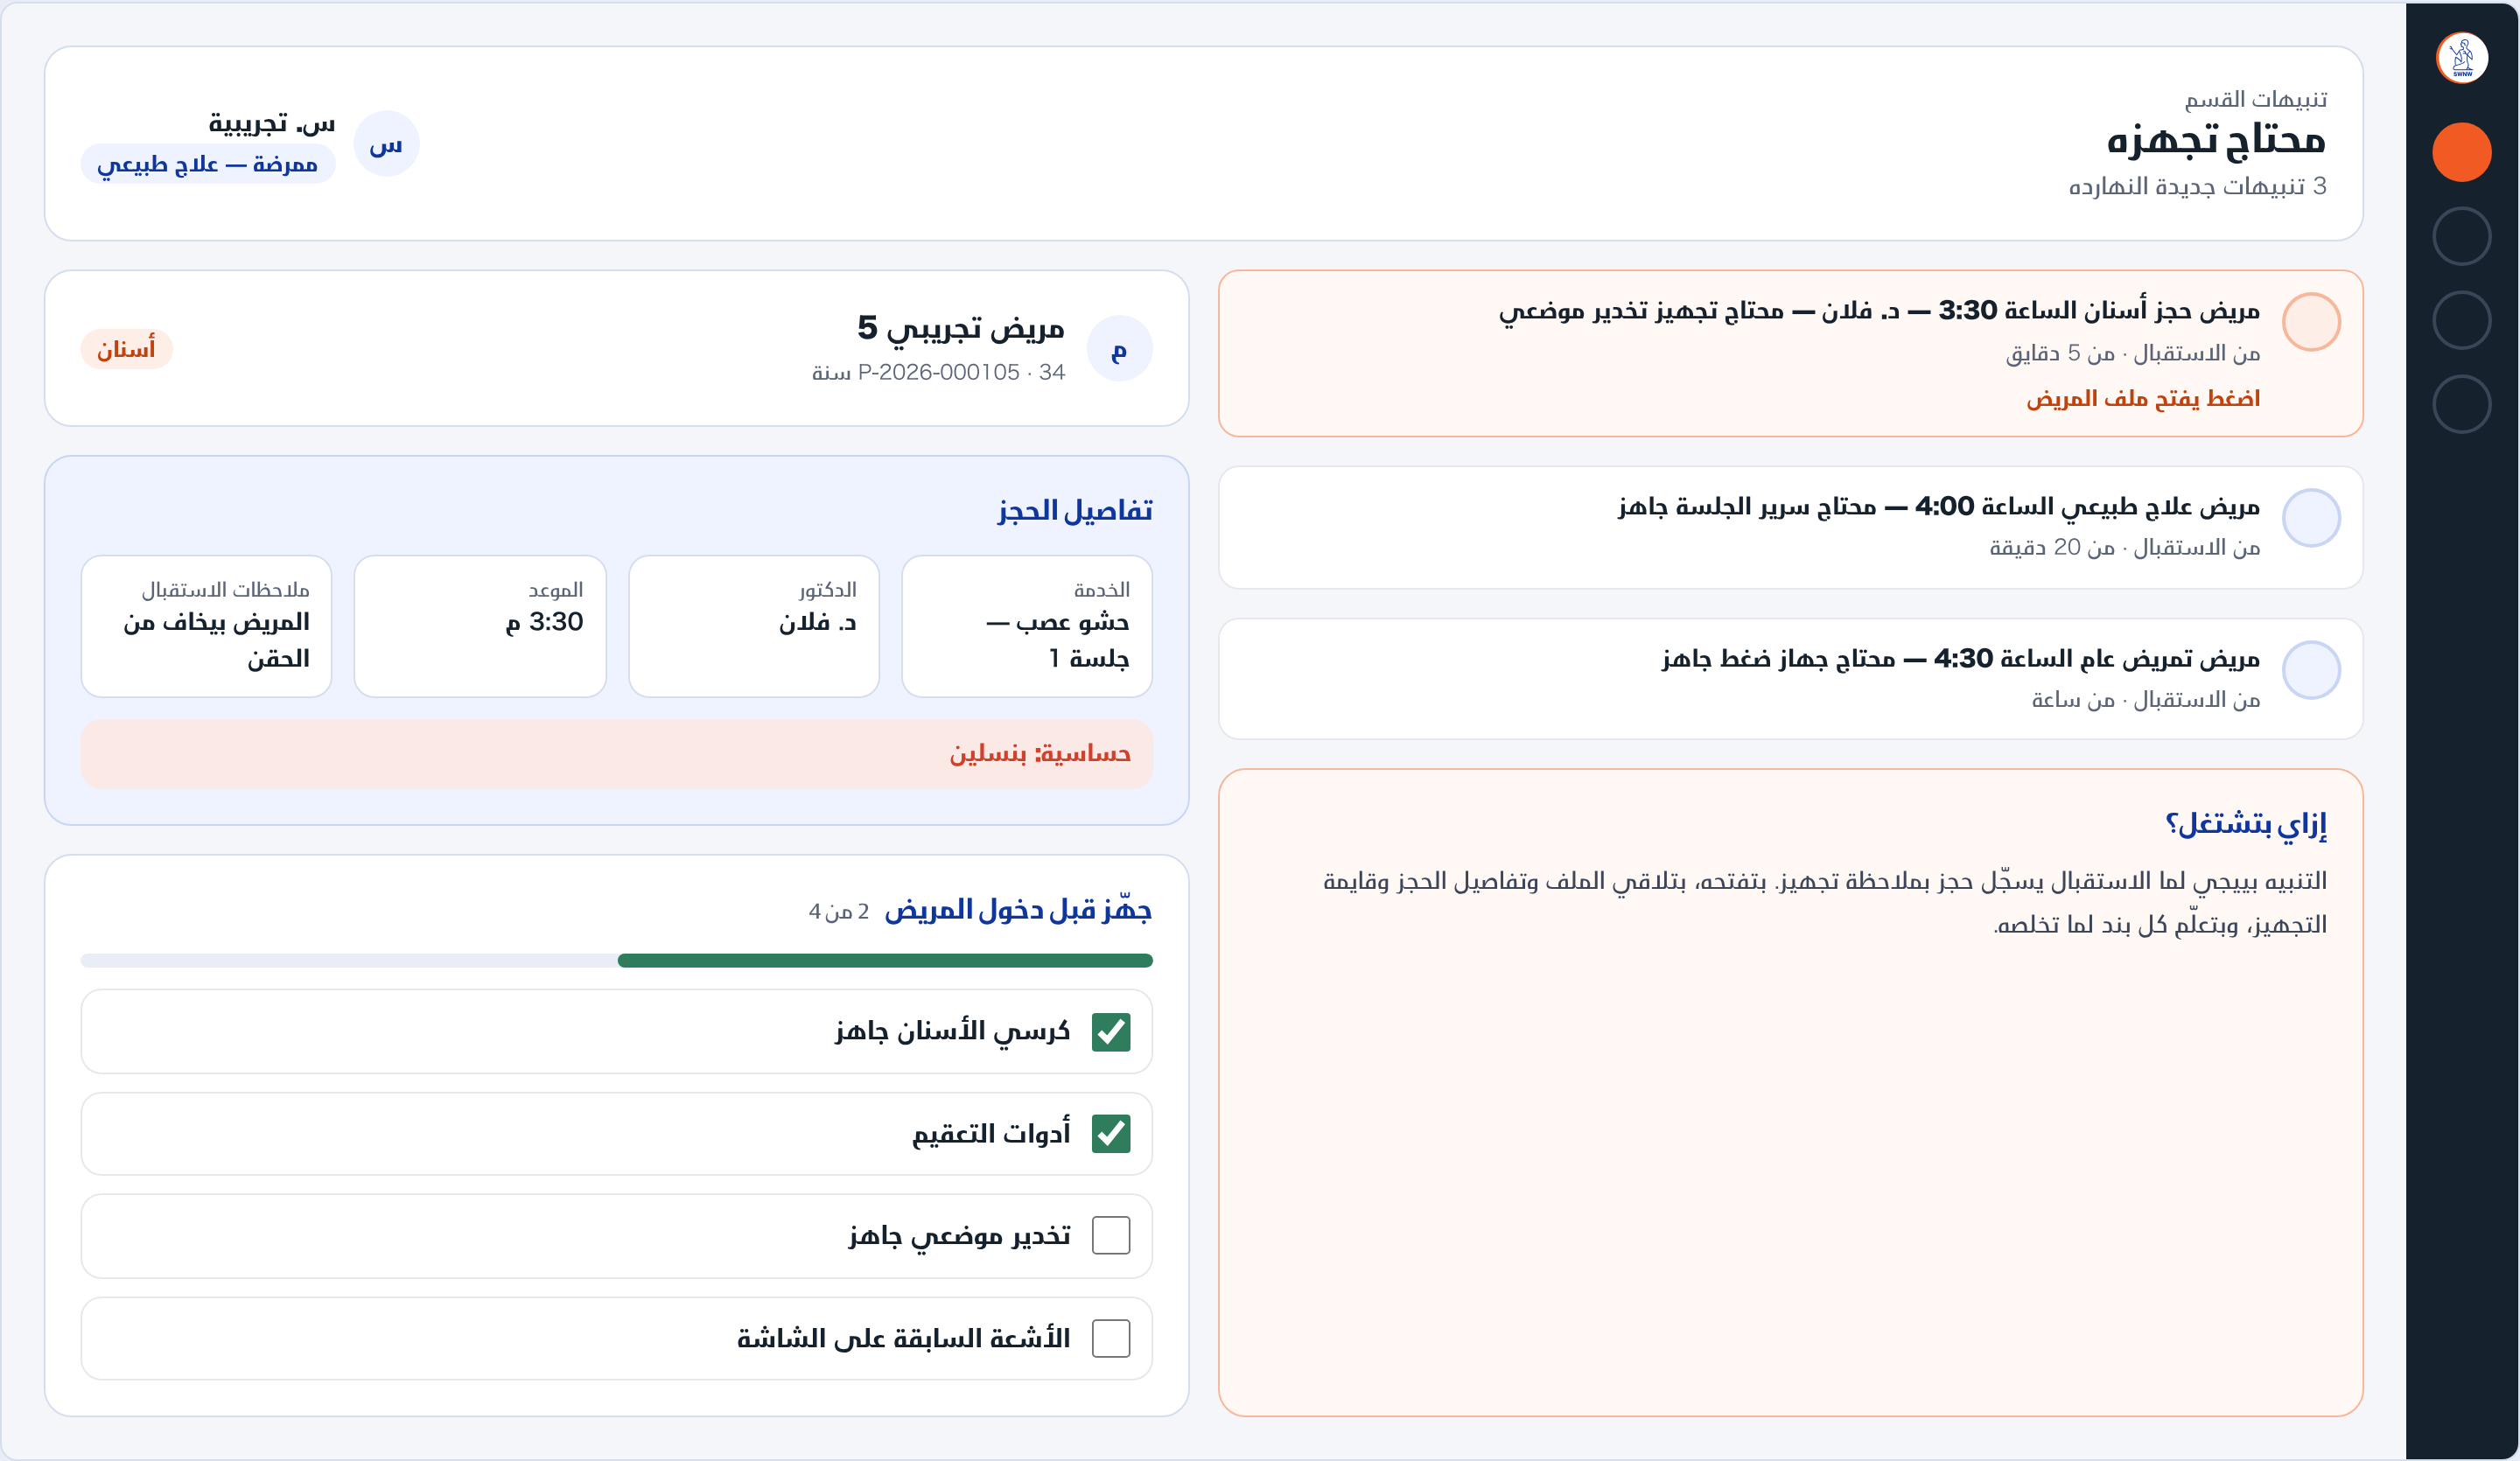 SWNW
تنبيهات القسم
محتاج تجهزه
3 تنبيهات جديدة النهارده
س
س. تجريبية
ممرضة — علاج طبيعي
مريض حجز أسنان الساعة 3:30 — د. فلان — محتاج تجهيز تخدير موضعي
من الاستقبال · من 5 دقايق
اضغط يفتح ملف المريض
مريض علاج طبيعي الساعة 4:00 — محتاج سرير الجلسة جاهز
من الاستقبال · من 20 دقيقة
مريض تمريض عام الساعة 4:30 — محتاج جهاز ضغط جاهز
من الاستقبال · من ساعة
إزاي بتشتغل؟
التنبيه بييجي لما الاستقبال يسجّل حجز بملاحظة تجهيز. بتفتحه، بتلاقي الملف وتفاصيل الحجز وقايمة
التجهيز، وبتعلّم كل بند لما تخلصه.
م
مريض تجريبي 5
P-2026-000105 · 34 سنة
أسنان
تفاصيل الحجز
الخدمة
حشو عصب —
جلسة 1
الدكتور
د. فلان
الموعد
3:30 م
ملاحظات الاستقبال
المريض بيخاف من
الحقن
حساسية: بنسلين
جهّز قبل دخول المريض 2 من 4
كرسي الأسنان جاهز
أدوات التعقيم
تخدير موضعي جاهز
الأشعة السابقة على الشاشة